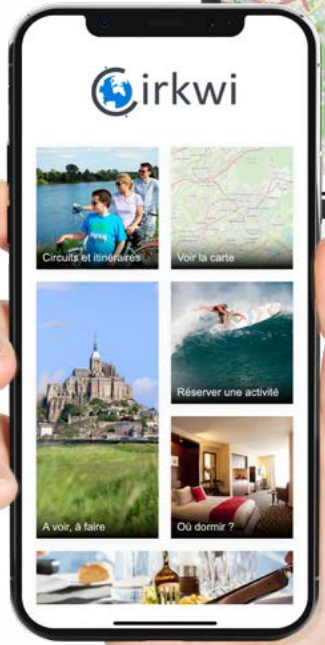 Cirkwi
Circuits et itinéraires
Voir la carte
Réserver une activité
A voir, à faire
Où dormir ?